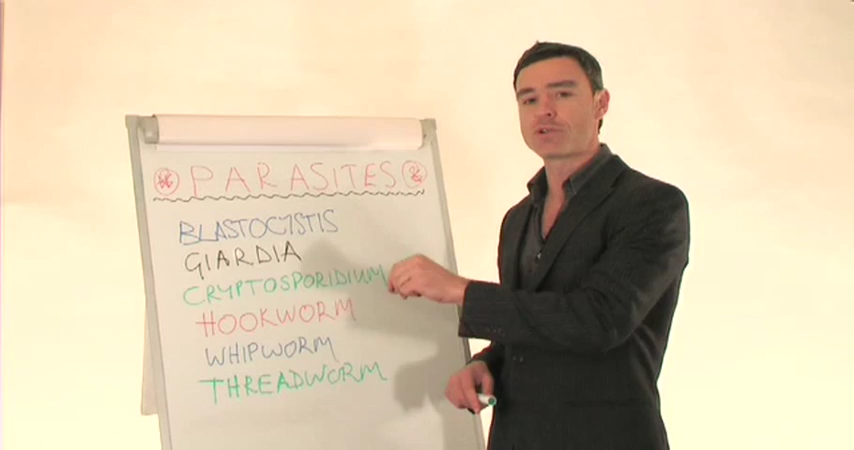 PARASITES
BLASTOCISTIS
GIARDIA
CRYPTOSPORIDIUM
HOOKWORM
WHIPWORM
THREADWORM